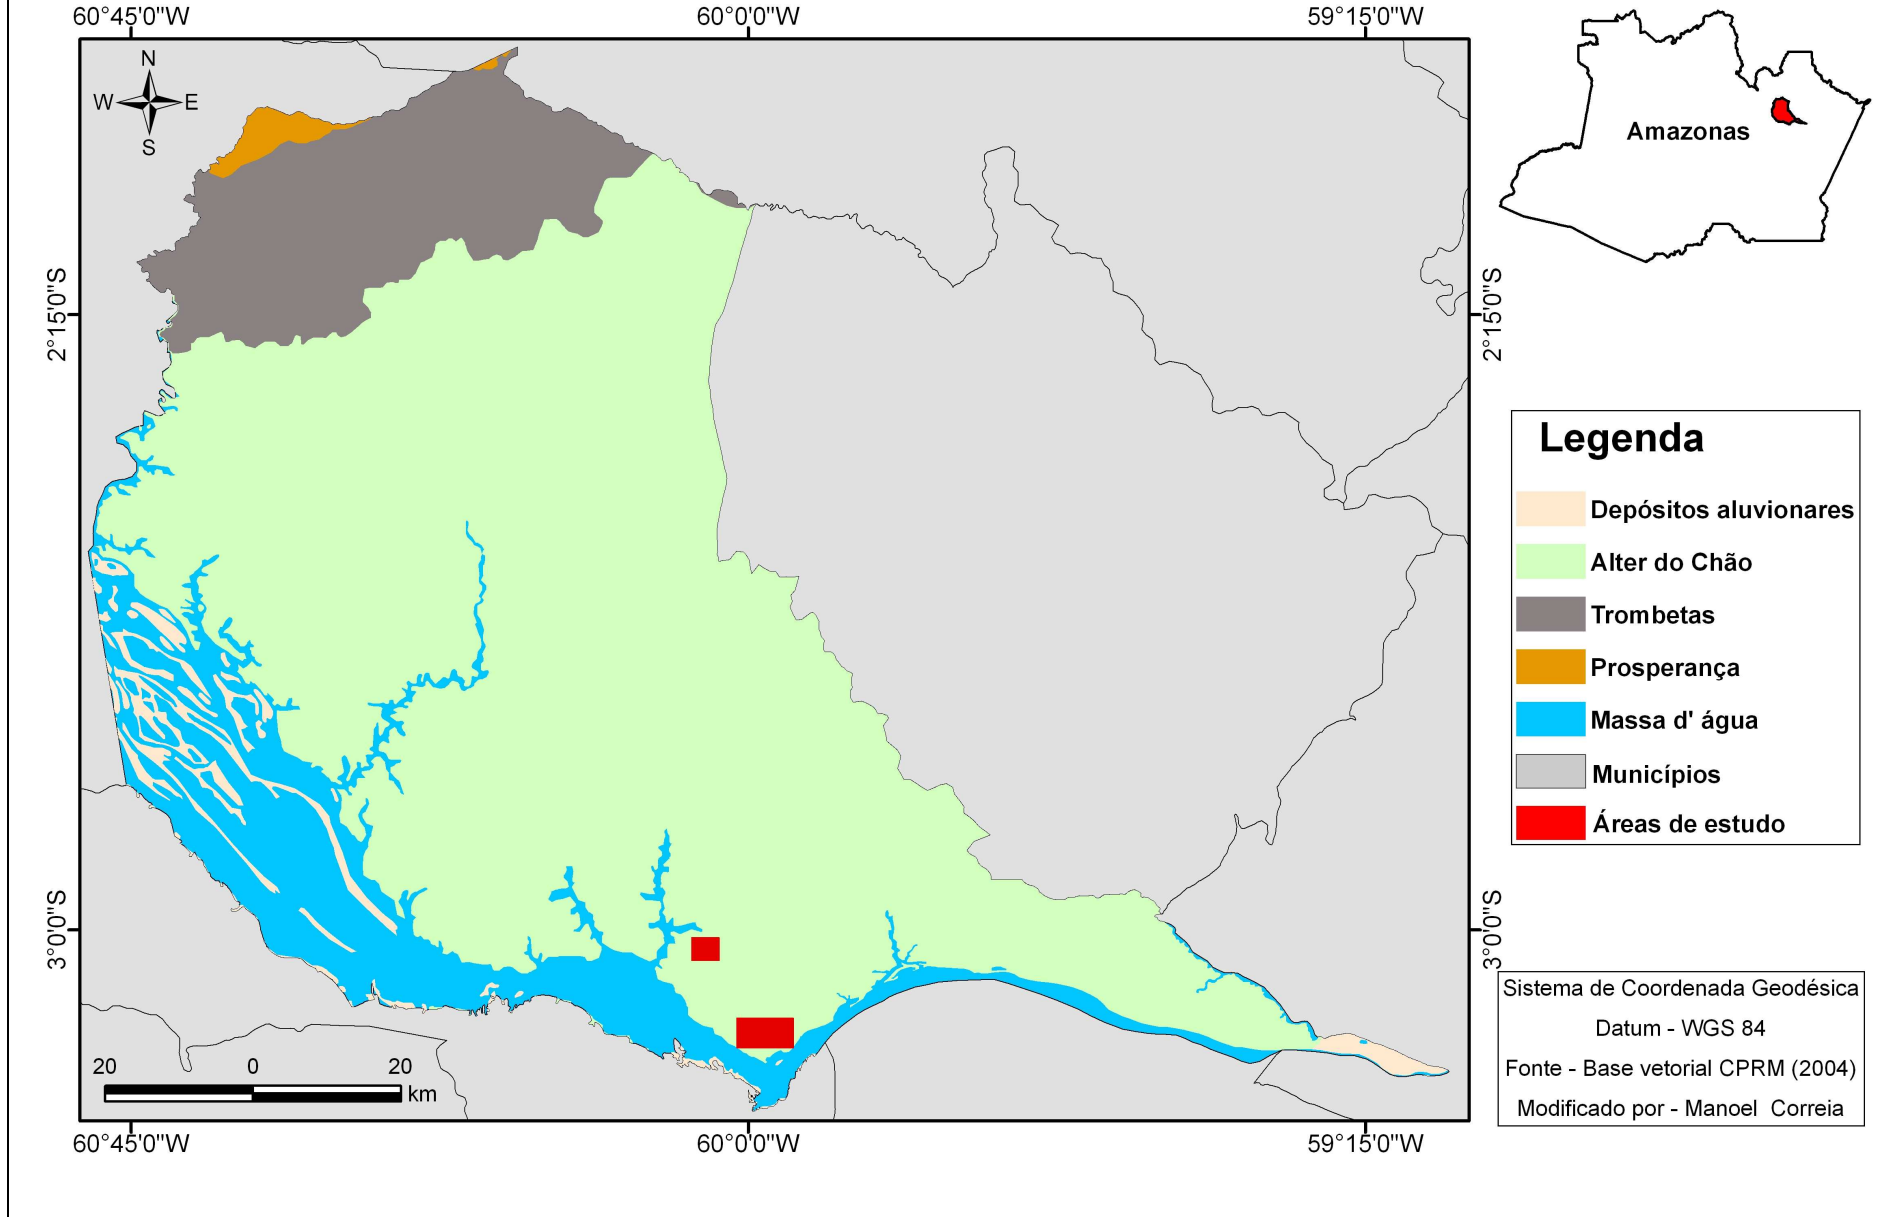 60°45'0"W 60°0'0"W 59°15'0"W
N
W E
S
Amazonas
2°15'0"S 2°15'0"S
Legenda
Depósitos aluvionares
Alter do Chão
Trombetas
Prosperança
Massa d' água
Municípios
Áreas de estudo
3°0'0"S 3°0'0"S
Sistema de Coordenada Geodésica
Datum - WGS 84
Fonte - Base vetorial CPRM (2004)
Modificado por - Manoel Correia
20 0 20
km
60°45'0"W 60°0'0"W 59°15'0"W